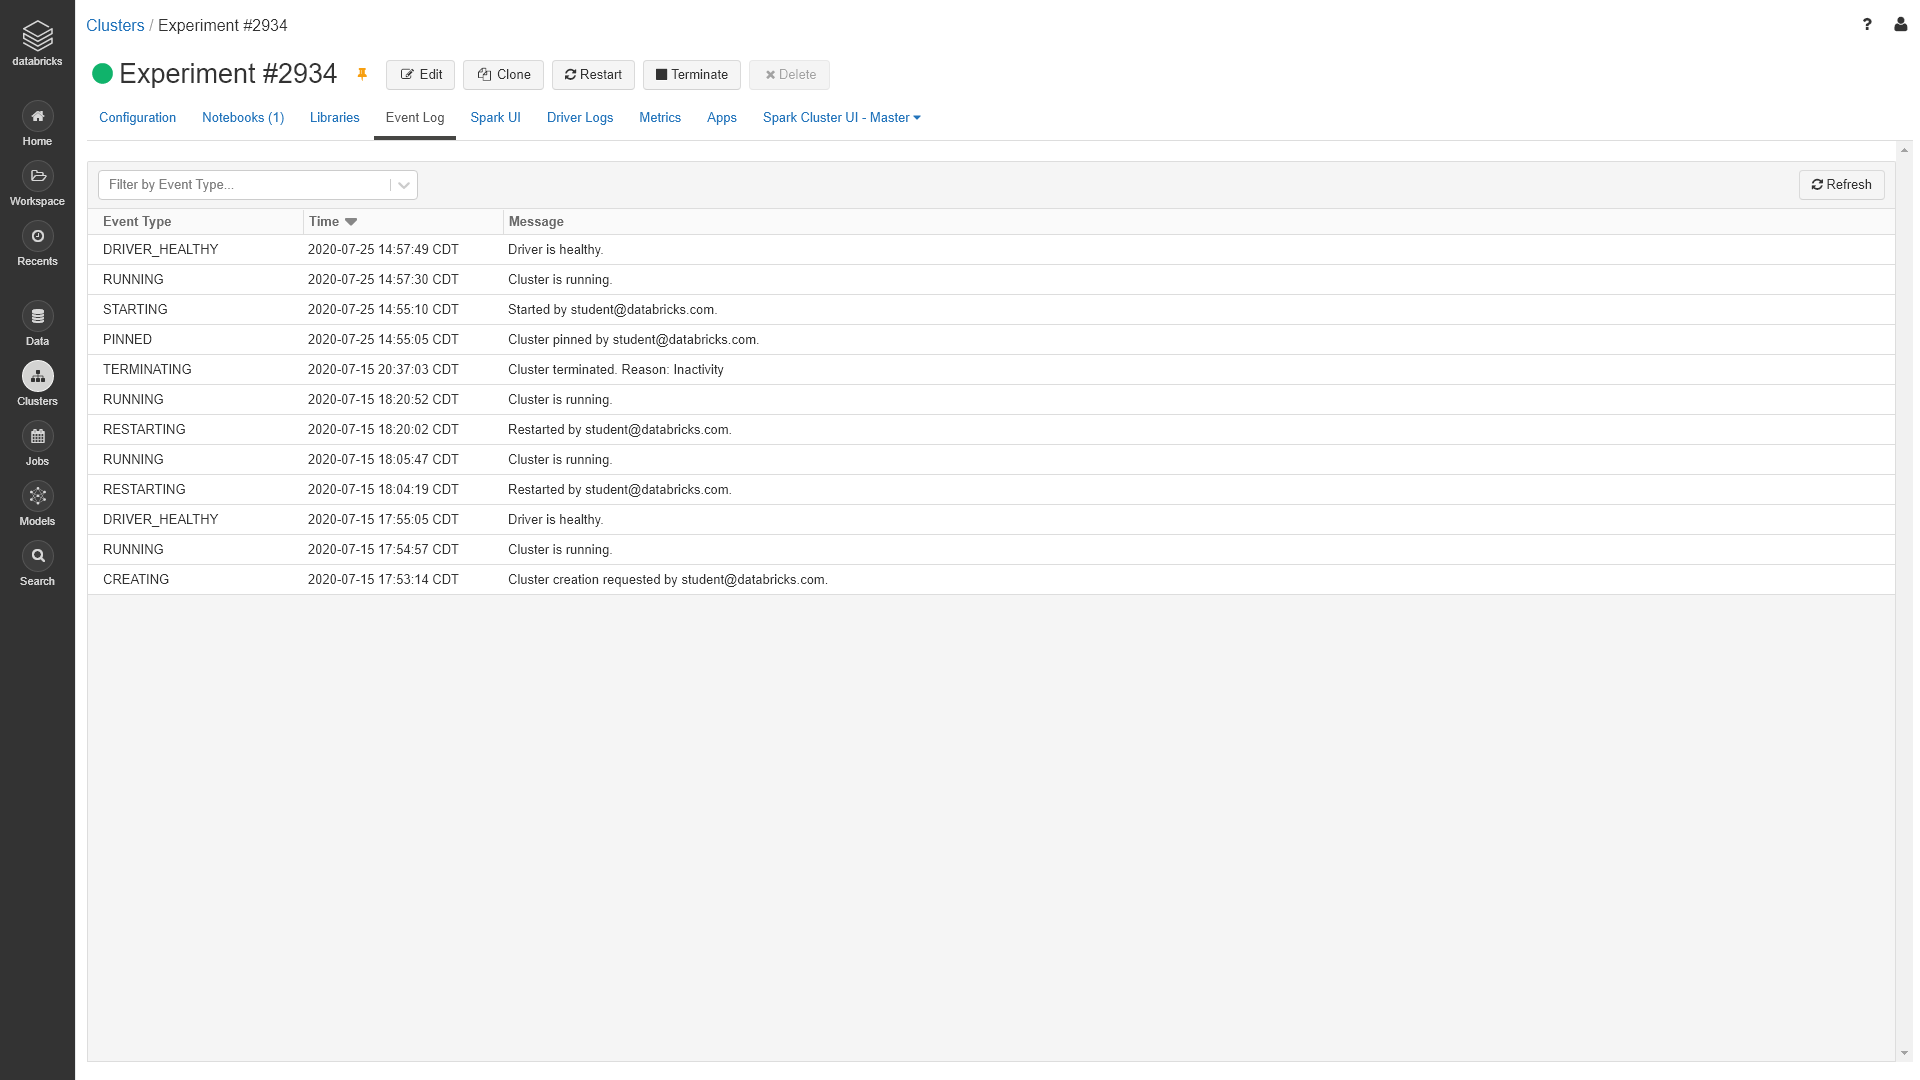 databricks
Home
Workspace
Recents
Data
Clusters
Jobs
Models
Search
Clusters / Experiment #2934
?
Experiment #2934
Edit
Clone
Restart
Terminate
Delete
Configuration Notebooks (1) Libraries Event Log Spark UI Driver Logs Metrics Apps Spark Cluster UI - Master
Filter by Event Type...
Refresh
Event Type Time Message
DRIVER_HEALTHY 2020-07-25 14:57:49 CDT Driver is healthy.
RUNNING 2020-07-25 14:57:30 CDT Cluster is running.
STARTING 2020-07-25 14:55:10 CDT Started by student@databricks.com.
PINNED 2020-07-25 14:55:05 CDT Cluster pinned by student@databricks.com.
TERMINATING 2020-07-15 20:37:03 CDT Cluster terminated. Reason: Inactivity
RUNNING 2020-07-15 18:20:52 CDT Cluster is running.
RESTARTING 2020-07-15 18:20:02 CDT Restarted by student@databricks.com.
RUNNING 2020-07-15 18:05:47 CDT Cluster is running.
RESTARTING 2020-07-15 18:04:19 CDT Restarted by student@databricks.com.
DRIVER_HEALTHY 2020-07-15 17:55:05 CDT Driver is healthy.
RUNNING 2020-07-15 17:54:57 CDT Cluster is running.
CREATING 2020-07-15 17:53:14 CDT Cluster creation requested by student@databricks.com.